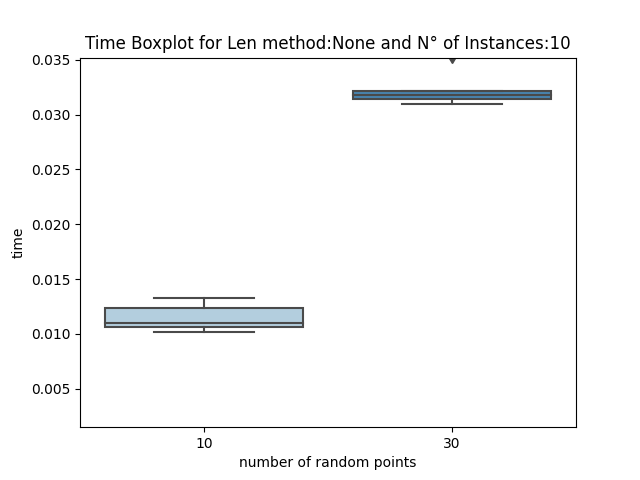 Time Boxplot for Len method:None and N° of Instances:10
0.035
0.030
0.025
0.020
0.015
0.010
0.005
time
10 30
number of random points